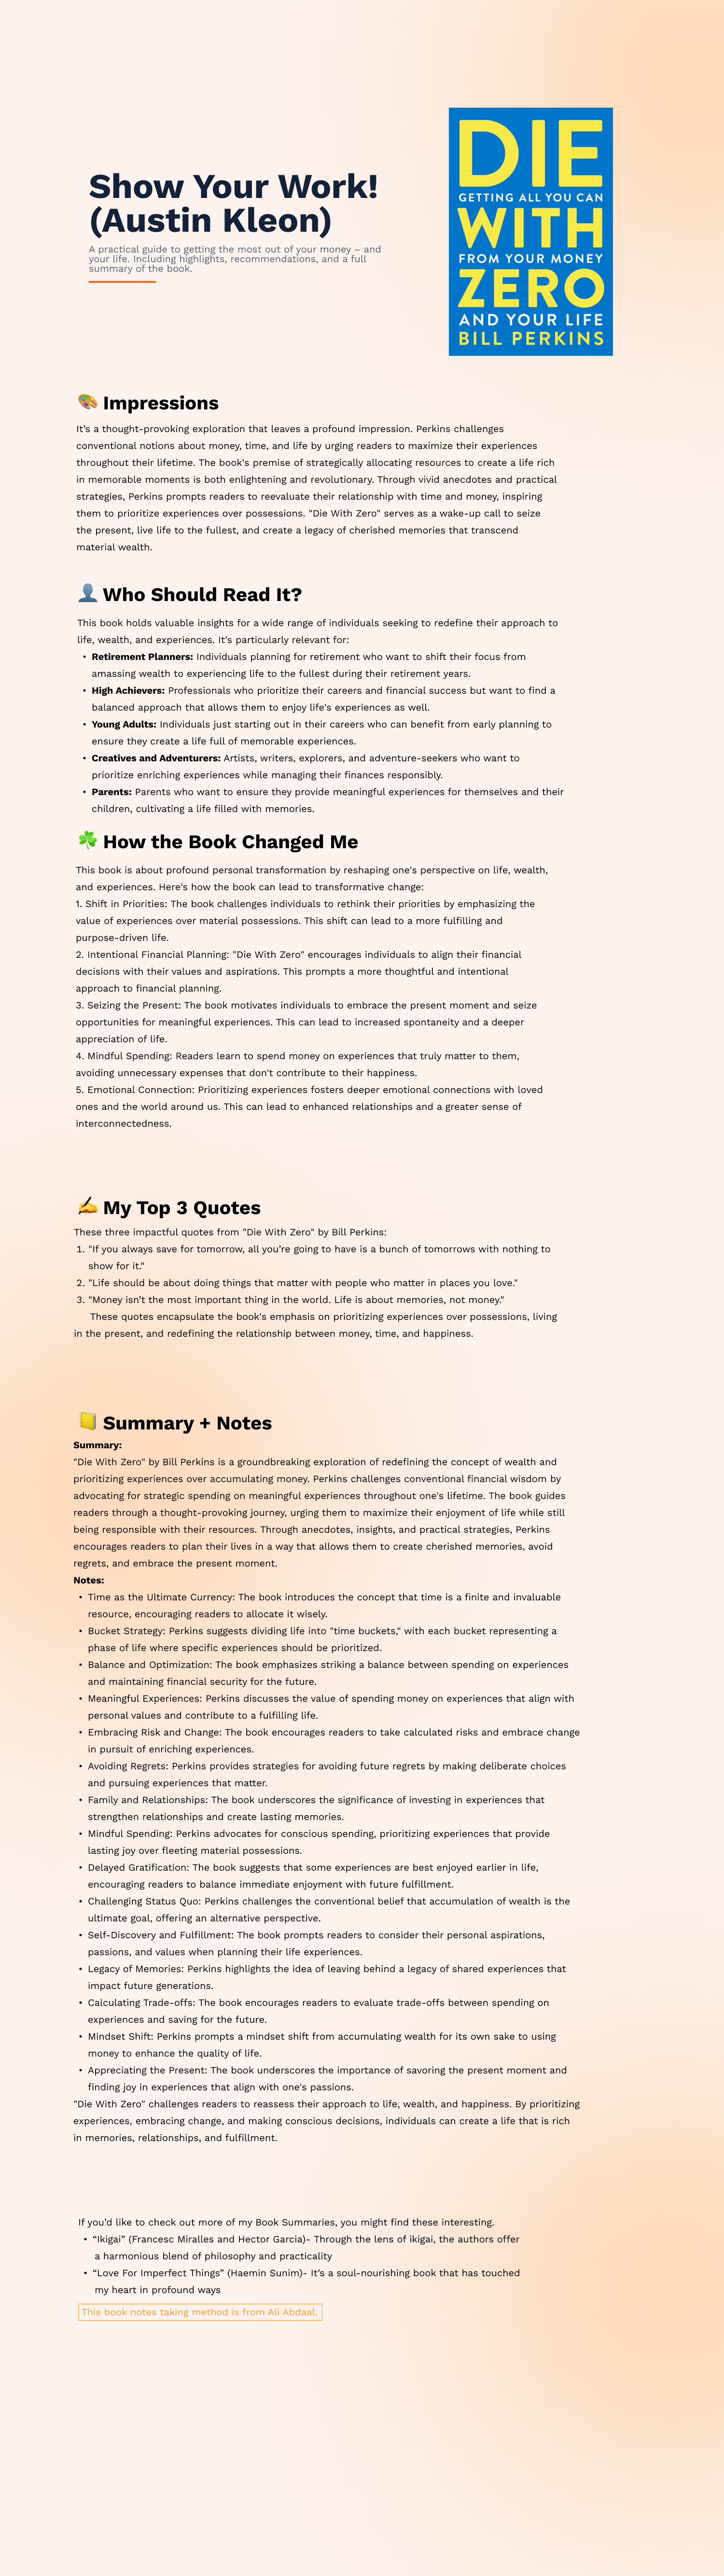 Show Your Work!
(Austin Kleon)
A practical guide to getting the most out of your money – and
your life. Including highlights, recommendations, and a full
summary of the book.
DIE
GETTING ALL YOU CAN
WITH
FROM YOUR MONEY
ZERO
AND YOUR LIFE
BILL PERKINS
Impressions
It's a thought-provoking exploration that leaves a profound impression. Perkins challenges
conventional notions about money, time, and life by urging readers to maximize their experiences
throughout their lifetime. The book's premise of strategically allocating resources to create a life rich
in memorable moments is both enlightening and revolutionary. Through vivid anecdotes and practical
strategies, Perkins prompts readers to reevaluate their relationship with time and money, inspiring
them to prioritize experiences over possessions. "Die With Zero" serves as a wake-up call to seize
the present, live life to the fullest, and create a legacy of cherished memories that transcend
material wealth.
Who Should Read It?
This book holds valuable insights for a wide range of individuals seeking to redefine their approach to
life, wealth, and experiences. It's particularly relevant for:
• Retirement Planners: Individuals planning for retirement who want to shift their focus from
amassing wealth to experiencing life to the fullest during their retirement years.
• High Achievers: Professionals who prioritize their careers and financial success but want to find a
balanced approach that allows them to enjoy life's experiences as well.
• Young Adults: Individuals just starting out in their careers who can benefit from early planning to
ensure they create a life full of memorable experiences.
• Creatives and Adventurers: Artists, writers, explorers, and adventure-seekers who want to
prioritize enriching experiences while managing their finances responsibly.
• Parents: Parents who want to ensure they provide meaningful experiences for themselves and their
children, cultivating a life filled with memories.
How the Book Changed Me
This book is about profound personal transformation by reshaping one's perspective on life, wealth,
and experiences. Here's how the book can lead to transformative change:
1. Shift in Priorities: The book challenges individuals to rethink their priorities by emphasizing the
value of experiences over material possessions. This shift can lead to a more fulfilling and
purpose-driven life.
2. Intentional Financial Planning: "Die With Zero" encourages individuals to align their financial
decisions with their values and aspirations. This prompts a more thoughtful and intentional
approach to financial planning.
3. Seizing the Present: The book motivates individuals to embrace the present moment and seize
opportunities for meaningful experiences. This can lead to increased spontaneity and a deeper
appreciation of life.
4. Mindful Spending: Readers learn to spend money on experiences that truly matter to them,
avoiding unnecessary expenses that don't contribute to their happiness.
5. Emotional Connection: Prioritizing experiences fosters deeper emotional connections with loved
ones and the world around us. This can lead to enhanced relationships and a greater sense of
interconnectedness.
My Top 3 Quotes
These three impactful quotes from "Die With Zero" by Bill Perkins:
1. "If you always save for tomorrow, all you're going to have is a bunch of tomorrows with nothing to
show for it."
2. "Life should be about doing things that matter with people who matter in places you love."
3. "Money isn't the most important thing in the world. Life is about memories, not money."
These quotes encapsulate the book's emphasis on prioritizing experiences over possessions, living
in the present, and redefining the relationship between money, time, and happiness.
Summary + Notes
Summary:
"Die With Zero" by Bill Perkins is a groundbreaking exploration of redefining the concept of wealth and
prioritizing experiences over accumulating money. Perkins challenges conventional financial wisdom by
advocating for strategic spending on meaningful experiences throughout one's lifetime. The book guides
readers through a thought-provoking journey, urging them to maximize their enjoyment of life while still
being responsible with their resources. Through anecdotes, insights, and practical strategies, Perkins
encourages readers to plan their lives in a way that allows them to create cherished memories, avoid
regrets, and embrace the present moment.
Notes:
• Time as the Ultimate Currency: The book introduces the concept that time is a finite and invaluable
resource, encouraging readers to allocate it wisely.
• Bucket Strategy: Perkins suggests dividing life into "time buckets," with each bucket representing a
phase of life where specific experiences should be prioritized.
• Balance and Optimization: The book emphasizes striking a balance between spending on experiences
and maintaining financial security for the future.
• Meaningful Experiences: Perkins discusses the value of spending money on experiences that align with
personal values and contribute to a fulfilling life.
• Embracing Risk and Change: The book encourages readers to take calculated risks and embrace change
in pursuit of enriching experiences.
• Avoiding Regrets: Perkins provides strategies for avoiding future regrets by making deliberate choices
and pursuing experiences that matter.
• Family and Relationships: The book underscores the significance of investing in experiences that
strengthen relationships and create lasting memories.
• Mindful Spending: Perkins advocates for conscious spending, prioritizing experiences that provide
lasting joy over fleeting material possessions.
• Delayed Gratification: The book suggests that some experiences are best enjoyed earlier in life,
encouraging readers to balance immediate enjoyment with future fulfillment.
• Challenging Status Quo: Perkins challenges the conventional belief that accumulation of wealth is the
ultimate goal, offering an alternative perspective.
• Self-Discovery and Fulfillment: The book prompts readers to consider their personal aspirations,
passions, and values when planning their life experiences.
• Legacy of Memories: Perkins highlights the idea of leaving behind a legacy of shared experiences that
impact future generations.
• Calculating Trade-offs: The book encourages readers to evaluate trade-offs between spending on
experiences and saving for the future.
• Mindset Shift: Perkins prompts a mindset shift from accumulating wealth for its own sake to using
money to enhance the quality of life.
• Appreciating the Present: The book underscores the importance of savoring the present moment and
finding joy in experiences that align with one's passions.
"Die With Zero" challenges readers to reassess their approach to life, wealth, and happiness. By prioritizing
experiences, embracing change, and making conscious decisions, individuals can create a life that is rich
in memories, relationships, and fulfillment.
If you'd like to check out more of my Book Summaries, you might find these interesting.
• “Ikigai” (Francesc Miralles and Hector Garcia)- Through the lens of ikigai, the authors offer
a harmonious blend of philosophy and practicality
• “Love For Imperfect Things” (Haemin Sunim)- It’s a soul-nourishing book that has touched
my heart in profound ways
This book notes taking method is from Ali Abdaal.